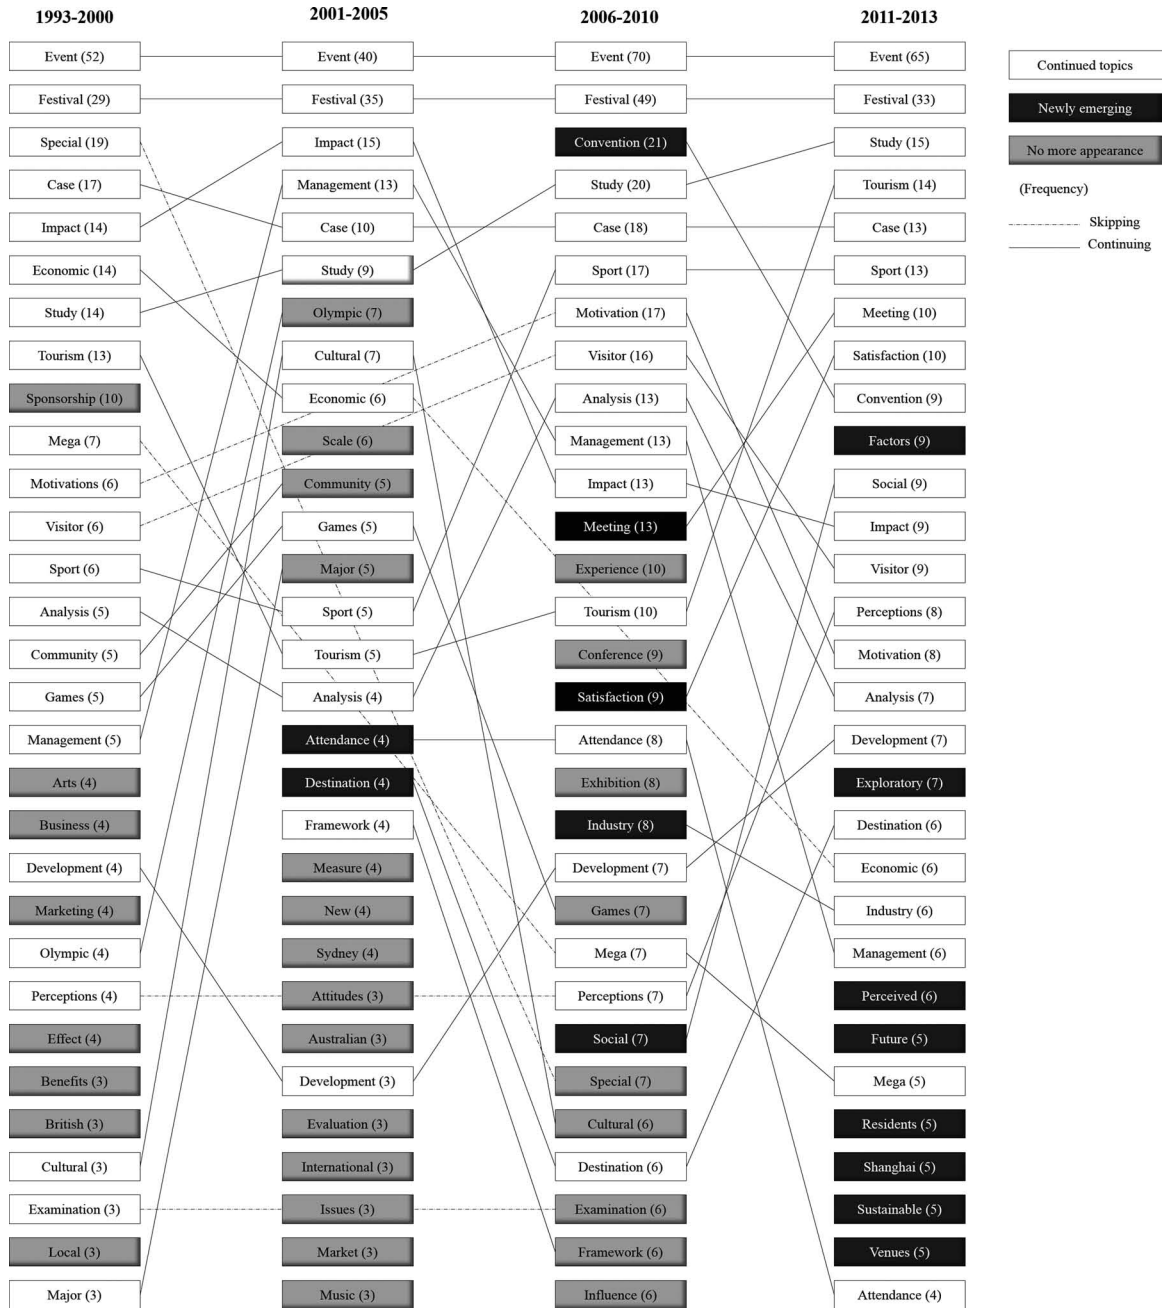 1993-2000
Event (52)
Festival (29)
Special (19)
Case (17)
Impact (14)
Economic (14)
Study (14)
Tourism (13)
Sponsorship (10)
Mega (7)
Motivations (6)
Visitor (6)
Sport (6)
Analysis (5)
Community (5)
Games (5)
Management (5)
Arts (4)
Business (4)
Development (4)
Marketing (4)
Olympic (4)
Perceptions (4)
Effect (4)
Benefits (3)
British (3)
Cultural (3)
Examination (3)
Local (3)
Major (3)
2001-2005
Event (40)
Festival (35)
Impact (15)
Management (13)
Case (10)
Study (9)
Olympic (7)
Cultural (7)
Economic (6)
Scale (6)
Community (5)
Games (5)
Major (5)
Sport (5)
Tourism (5)
Analysis (4)
Attendance (4)
Destination (4)
Framework (4)
Measure (4)
New (4)
Sydney (4)
Attitudes (3)
Australian (3)
Development (3)
Evaluation (3)
International (3)
Issues (3)
Market (3)
Music (3)
2006-2010
Event (70)
Festival (49)
Convention (21)
Study (20)
Case (18)
Sport (17)
Motivation (17)
Visitor (16)
Analysis (13)
Management (13)
Impact (13)
Meeting (13)
Experience (10)
Tourism (10)
Conference (9)
Satisfaction (9)
Attendance (8)
Exhibition (8)
Industry (8)
Development (7)
Games (7)
Mega (7)
Perceptions (7)
Social (7)
Special (7)
Cultural (6)
Destination (6)
Examination (6)
Framework (6)
Influence (6)
2011-2013
Event (65)
Festival (33)
Study (15)
Tourism (14)
Case (13)
Sport (13)
Meeting (10)
Satisfaction (10)
Convention (9)
Factors (9)
Social (9)
Impact (9)
Visitor (9)
Perceptions (8)
Motivation (8)
Analysis (7)
Development (7)
Exploratory (7)
Destination (6)
Economic (6)
Industry (6)
Management (6)
Perceived (6)
Future (5)
Mega (5)
Residents (5)
Shanghai (5)
Sustainable (5)
Venues (5)
Attendance (4)
Continued topics
Newly emerging
No more appearance
(Frequency)
Skipping
Continuing